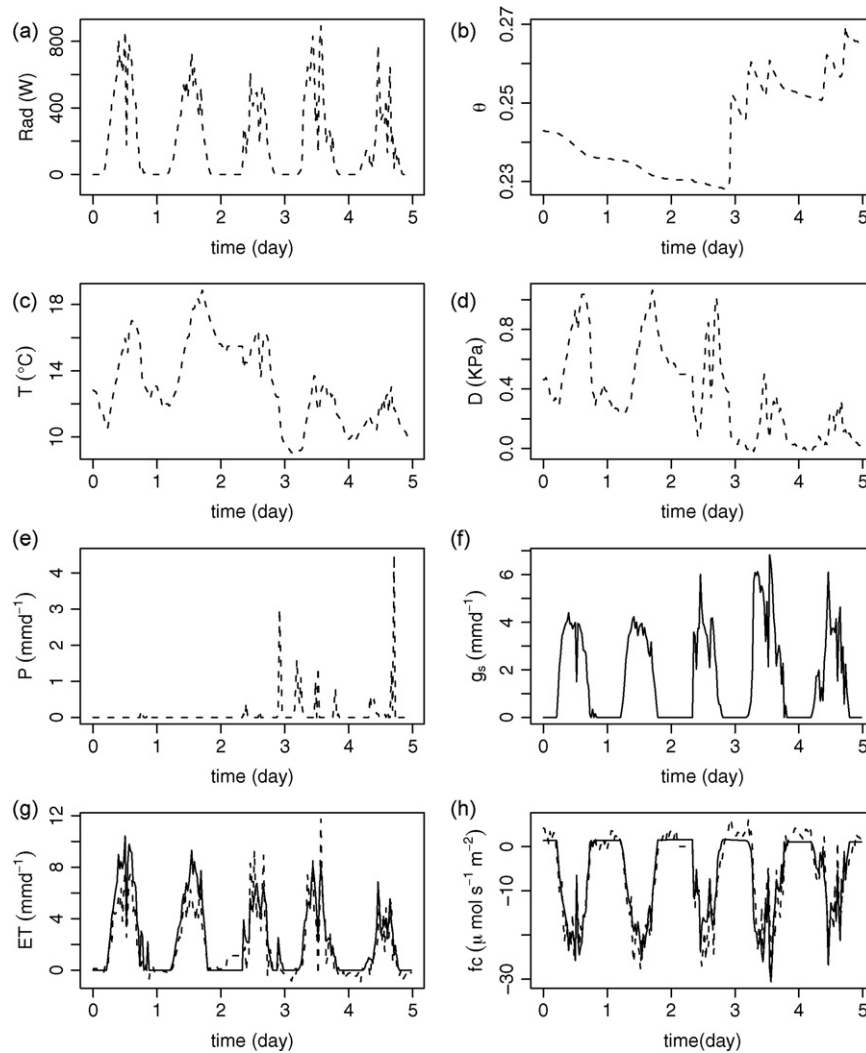 (a)
Rad (W)
800
400
0
0 1 2 3 4 5
time (day)
(b)
θ
0.27
0.25
0.23
0 1 2 3 4 5
time (day)
(c)
T (°C)
18
14
10
0 1 2 3 4 5
time (day)
(d)
D (KPa)
0.8
0.4
0.0
0 1 2 3 4 5
time (day)
(e)
P (mmd⁻¹)
4
3
2
1
0
0 1 2 3 4 5
time (day)
(f)
gₛ (mmd⁻¹)
6
4
2
0
0 1 2 3 4 5
time (day)
(g)
ET (mmd⁻¹)
12
8
4
0
0 1 2 3 4 5
time (day)
(h)
fc (μ mol s⁻¹ m⁻²)
0
−10
−30
0 1 2 3 4 5
time(day)